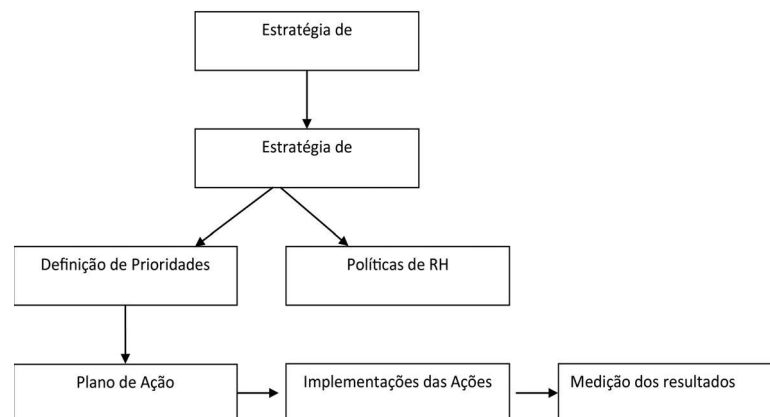 Estratégia de
Estratégia de
Definição de Prioridades
Políticas de RH
Plano de Ação
Implementações das Ações
Medição dos resultados